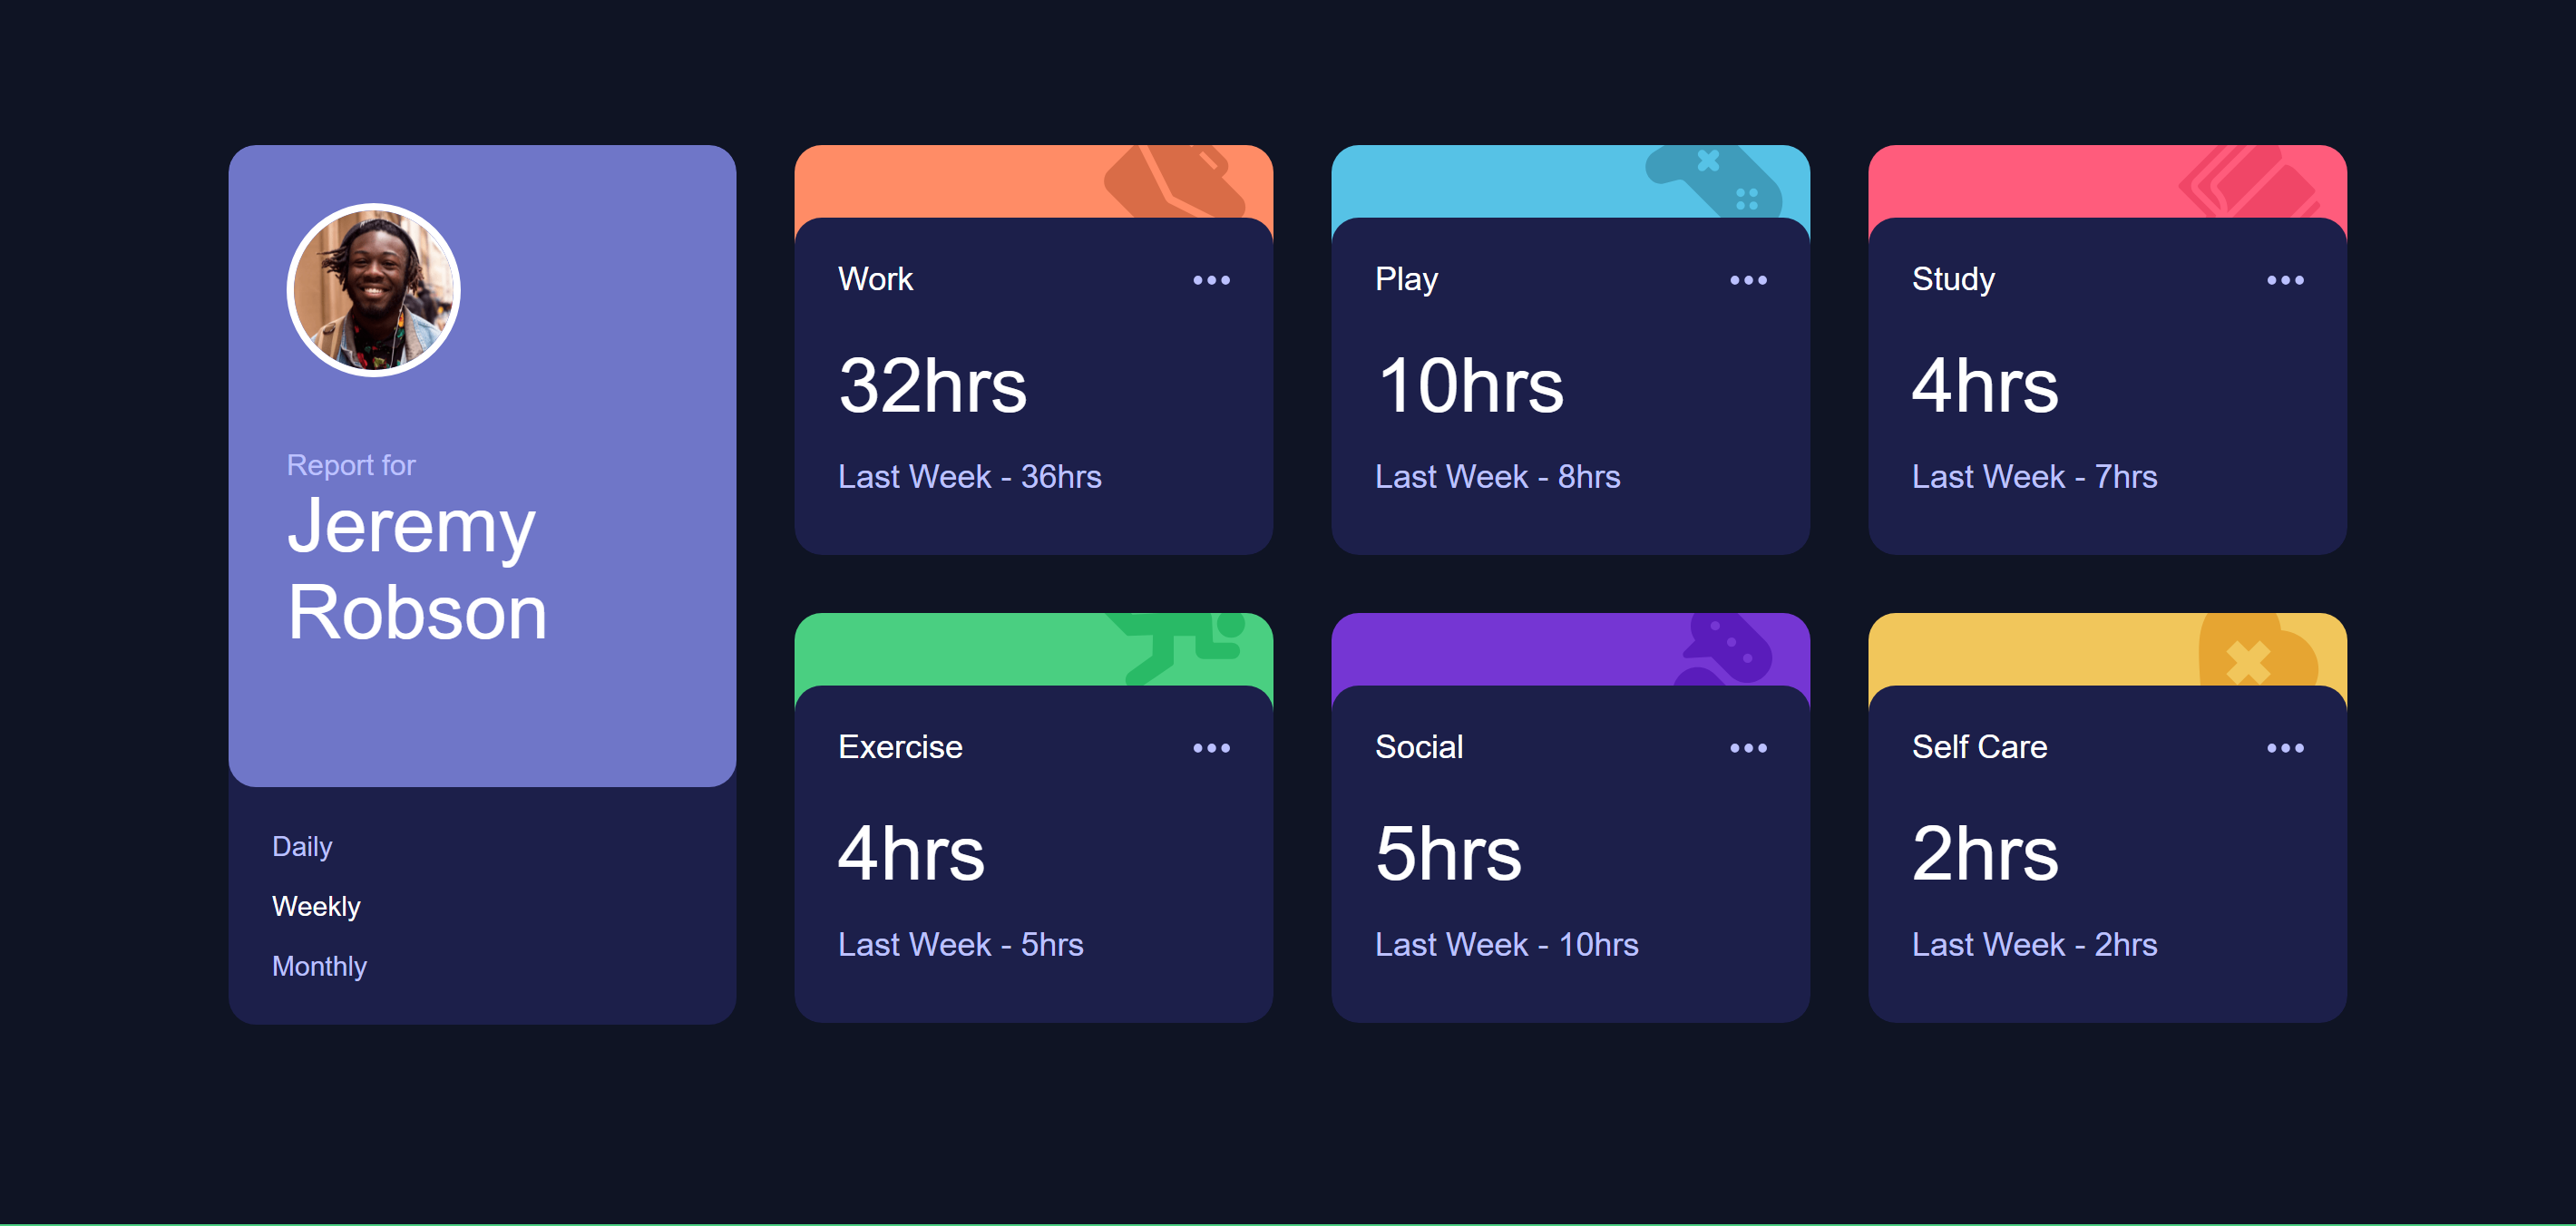 Report for
Jeremy
Robson
Daily
Weekly
Monthly
Work
32hrs
Last Week - 36hrs
Play
10hrs
Last Week - 8hrs
Study
4hrs
Last Week - 7hrs
Exercise
4hrs
Last Week - 5hrs
Social
5hrs
Last Week - 10hrs
Self Care
2hrs
Last Week - 2hrs